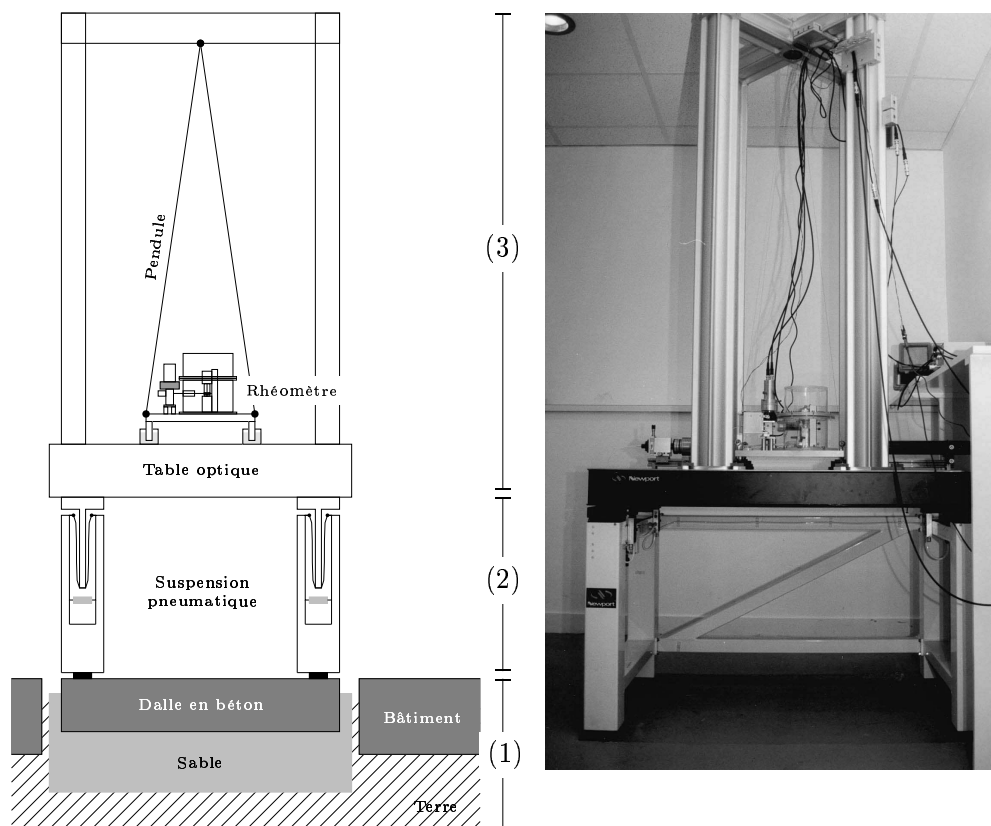 Pendule
(3)
Rhéomètre
Table optique
Newport
Suspension
pneumatique
(2)
Newport
Dalle en béton
Bâtiment
(1)
Sable
Terre